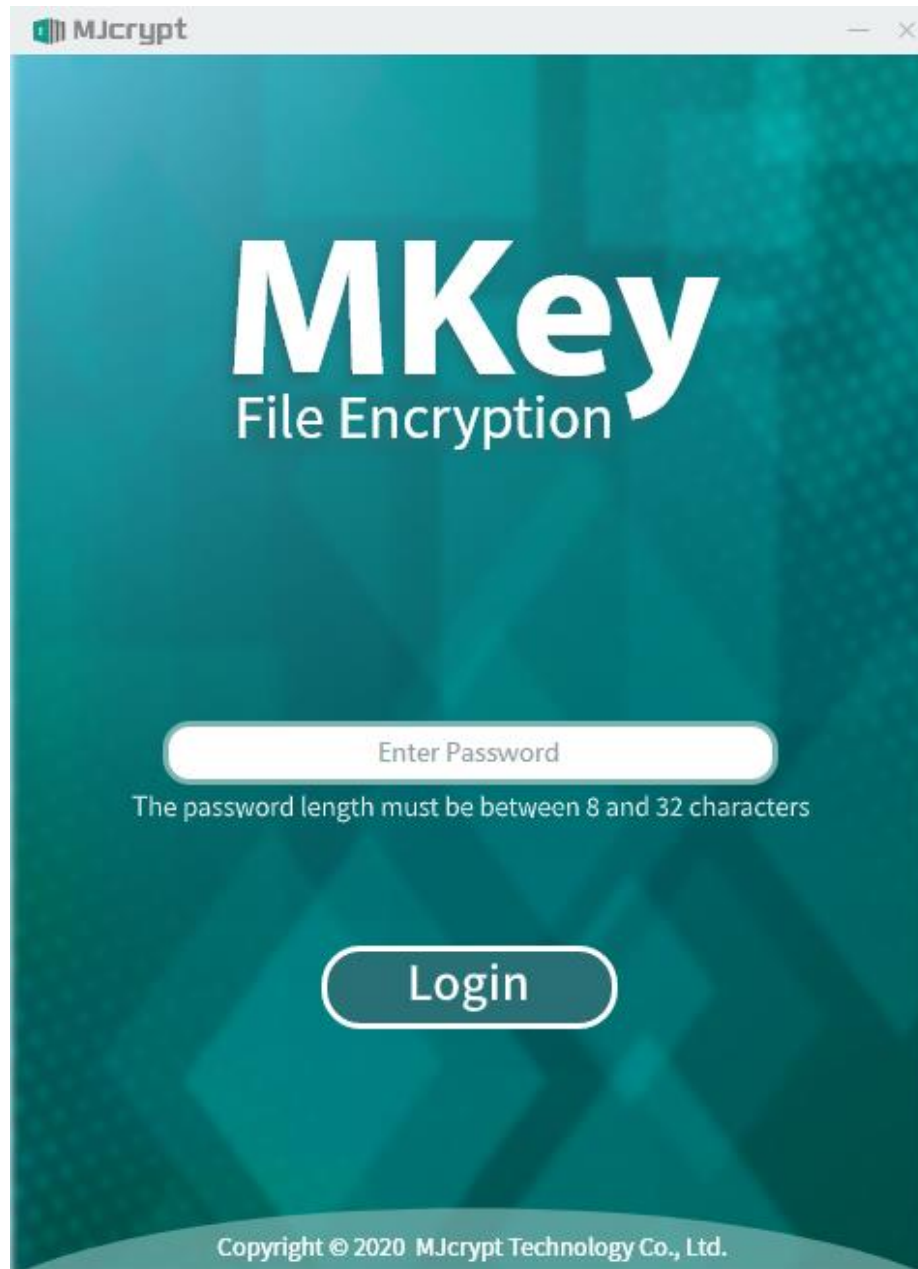 MJcrypt
MKey
File Encryption
Enter Password
The password length must be between 8 and 32 characters
Login
Copyright © 2020 MJcrypt Technology Co., Ltd.